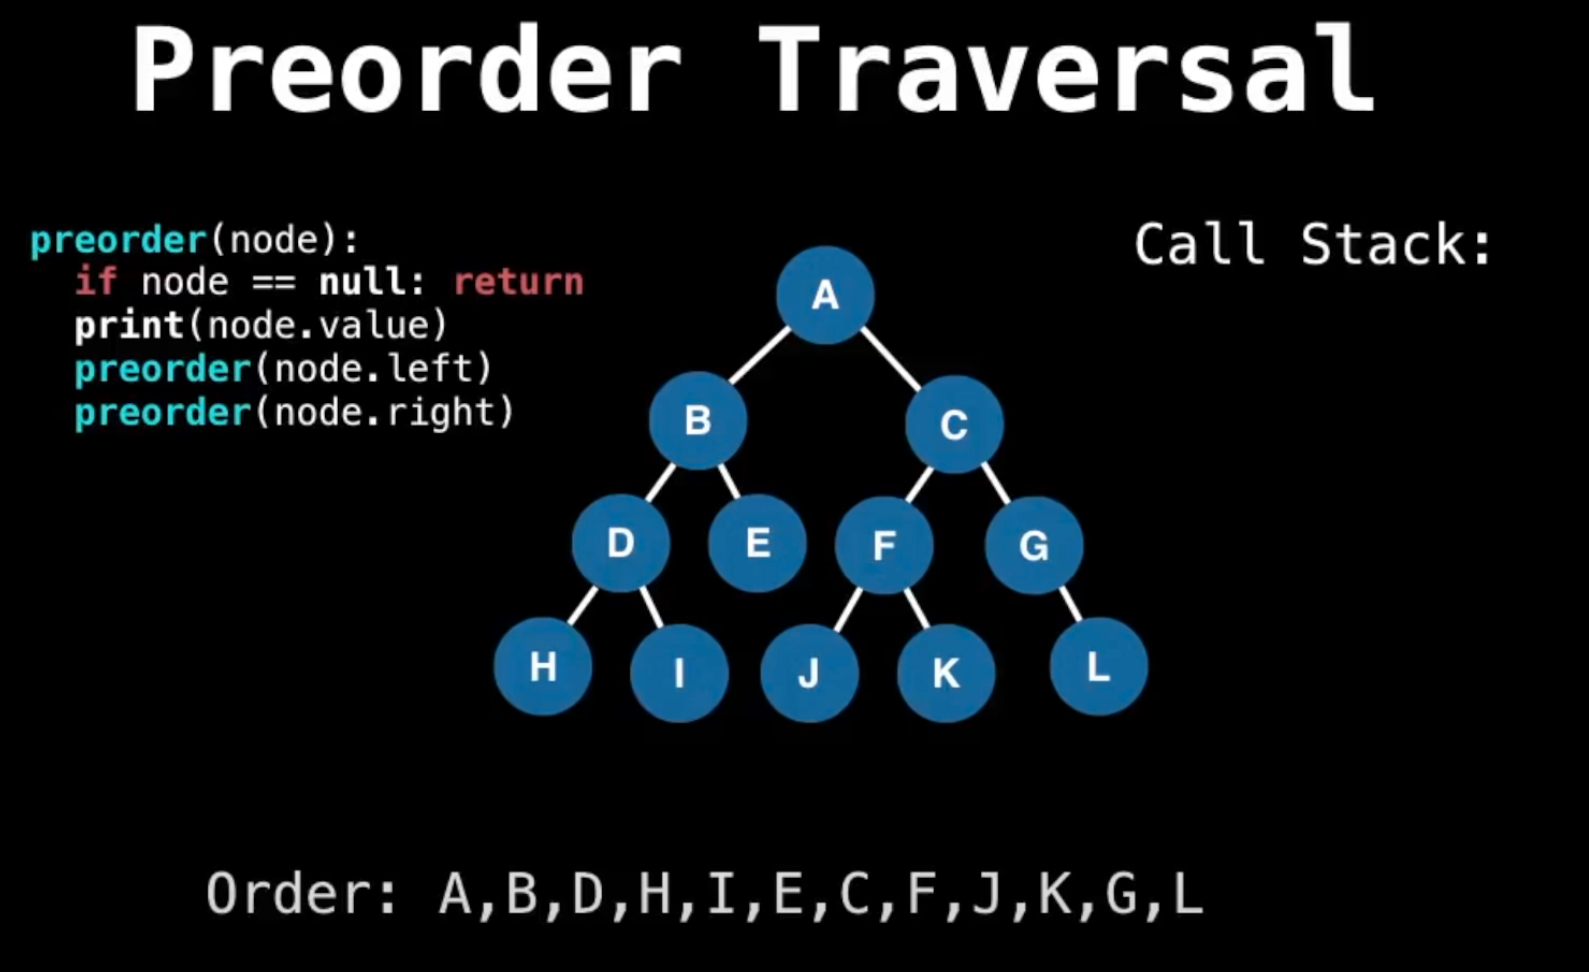 Preorder Traversal
preorder(node):
  if node == null: return
  print(node.value)
  preorder(node.left)
  preorder(node.right)
Call Stack:
A
B C
D E F G
H I J K L
Order: A,B,D,H,I,E,C,F,J,K,G,L